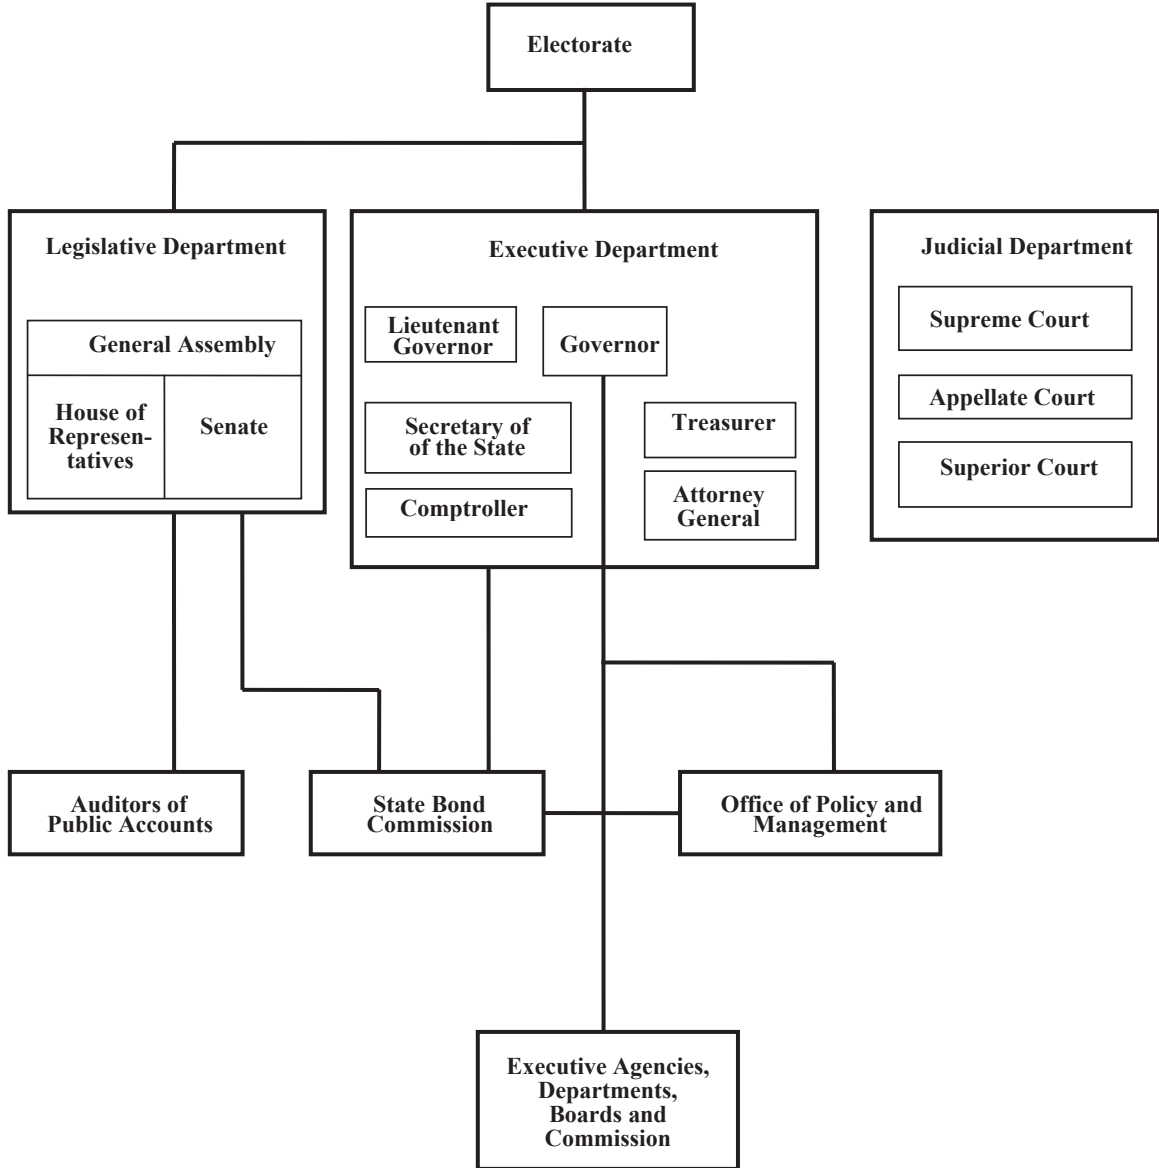 Electorate
Legislative Department
General Assembly
House of
Represen-
tatives
Senate
Executive Department
Lieutenant
Governor
Governor
Secretary of
of the State
Treasurer
Comptroller
Attorney
General
Judicial Department
Supreme Court
Appellate Court
Superior Court
Auditors of
Public Accounts
State Bond
Commission
Office of Policy and
Management
Executive Agencies,
Departments,
Boards and
Commission